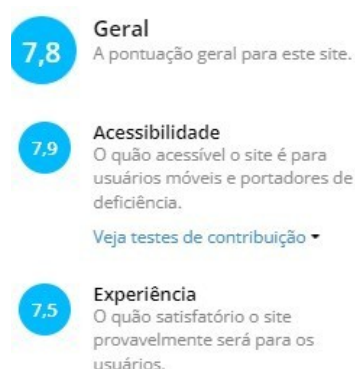 7,8
Geral
A pontuação geral para este site.
7,9
Acessibilidade
O quão acessível o site é para
usuários móveis e portadores de
deficiência.
Veja testes de contribuição
7,5
Experiência
O quão satisfatório o site
provavelmente será para os
usuários.